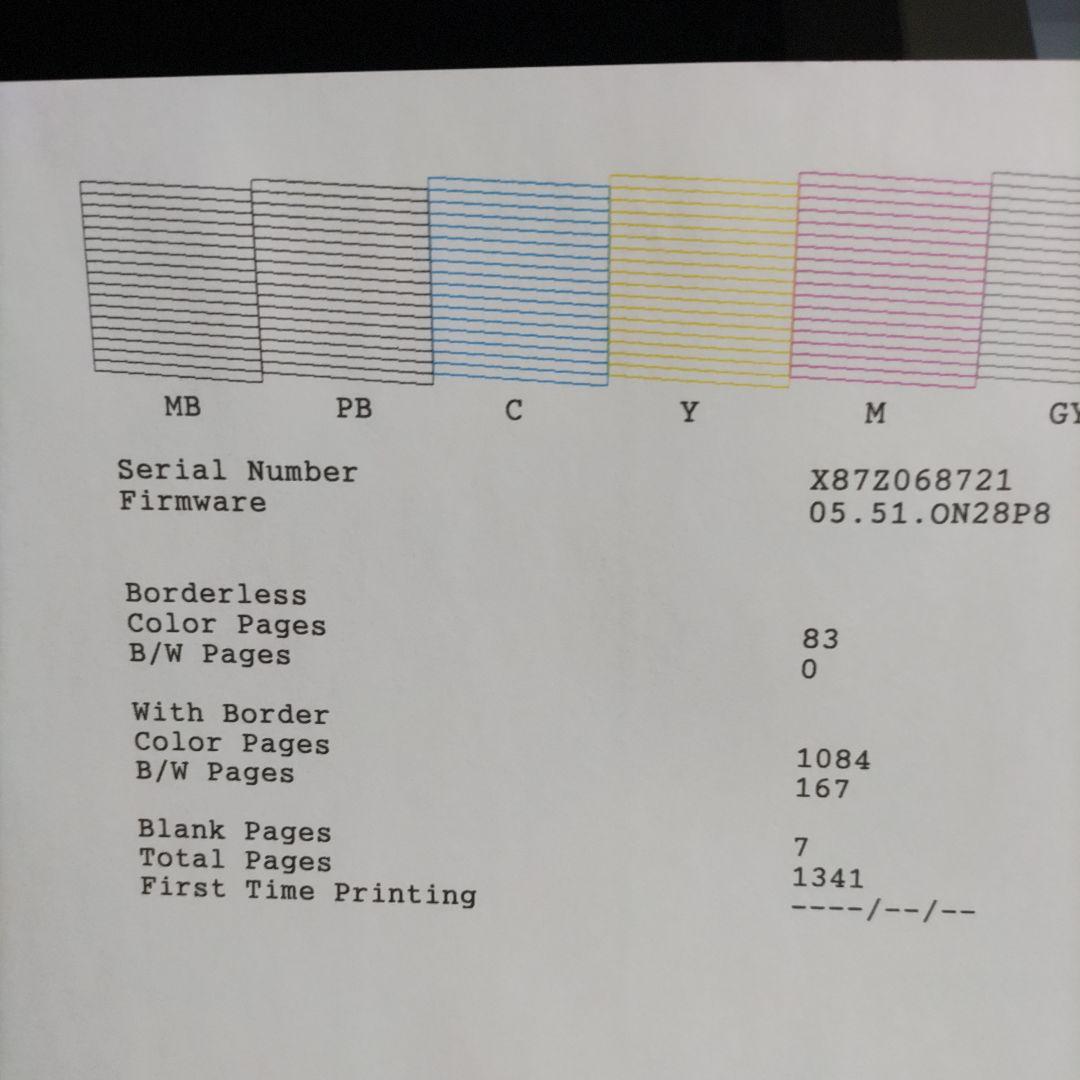 MB PB C Y M GY
Serial Number X87Z068721
Firmware 05.51.ON28P8
Borderless
Color Pages 83
B/W Pages 0
With Border
Color Pages 1084
B/W Pages 167
Blank Pages 7
Total Pages 1341
First Time Printing ----/--/--